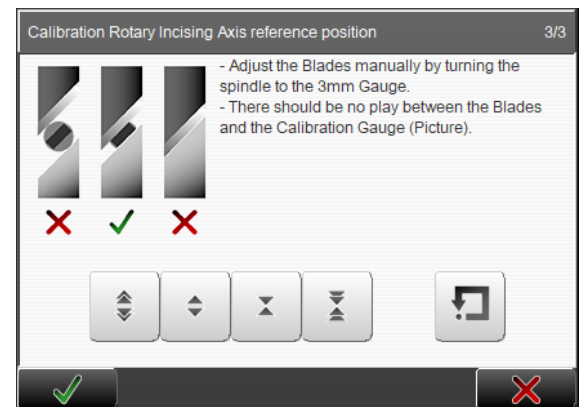 Calibration Rotary Incising Axis reference position 3/3
- Adjust the Blades manually by turning the
spindle to the 3mm Gauge.
- There should be no play between the Blades
and the Calibration Gauge (Picture).